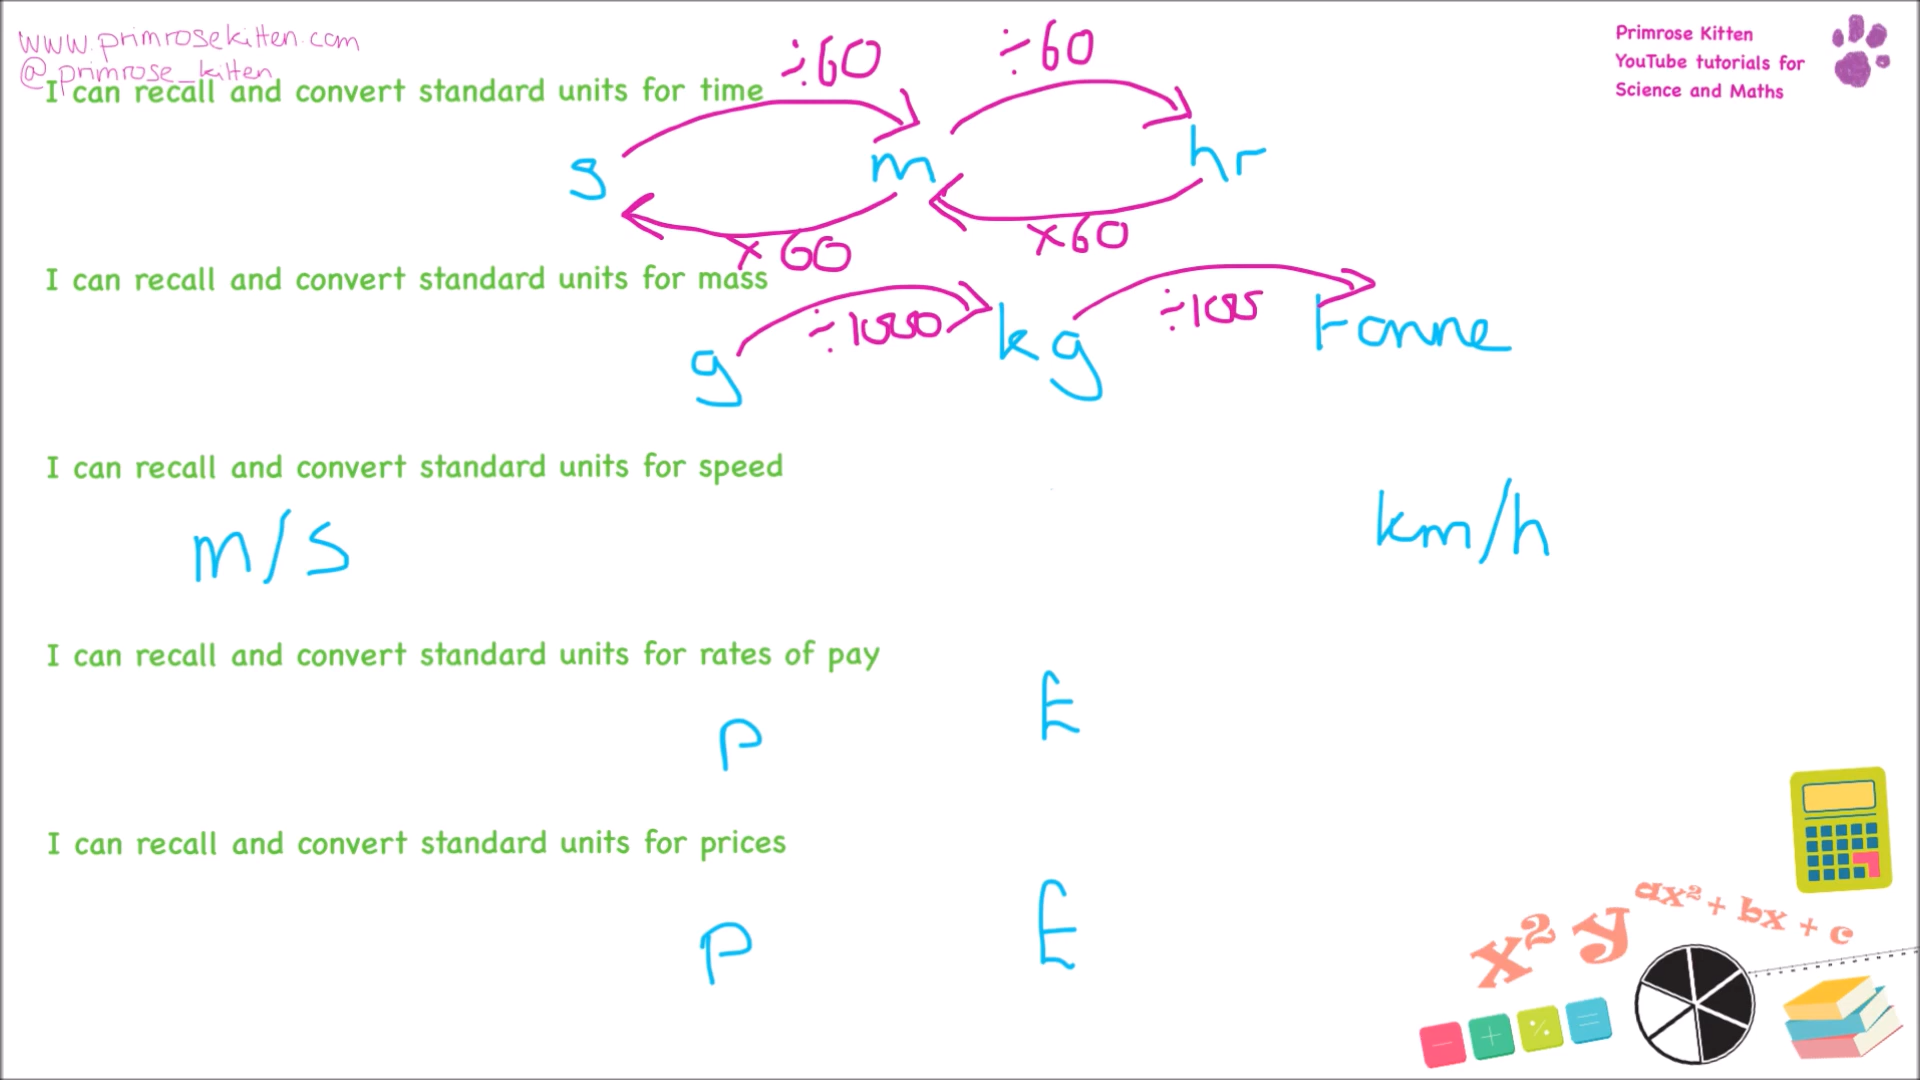 www.primrosekitten.com
@primrose_kitten
Primrose Kitten
YouTube tutorials for
Science and Maths
÷60 ÷60
I can recall and convert standard units for time
s m hr
×60 ×60
I can recall and convert standard units for mass
÷1000 ÷100
g kg tonne
I can recall and convert standard units for speed
m/s km/h
I can recall and convert standard units for rates of pay
p £
I can recall and convert standard units for prices
p £
ax²+ bx + c
x² y
− + % =